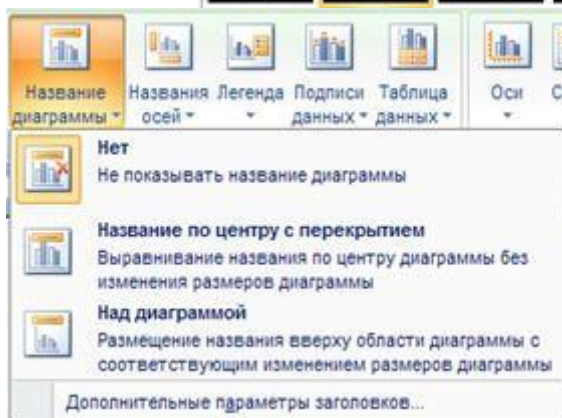 Название диаграммы
Названия осей
Легенда
Подписи данных
Таблица данных
Оси
С
Нет
Не показывать название диаграммы
Название по центру с перекрытием
Выравнивание названия по центру диаграммы без
изменения размеров диаграммы
Над диаграммой
Размещение названия вверху области диаграммы с
соответствующим изменением размеров диаграммы
Дополнительные параметры заголовков...